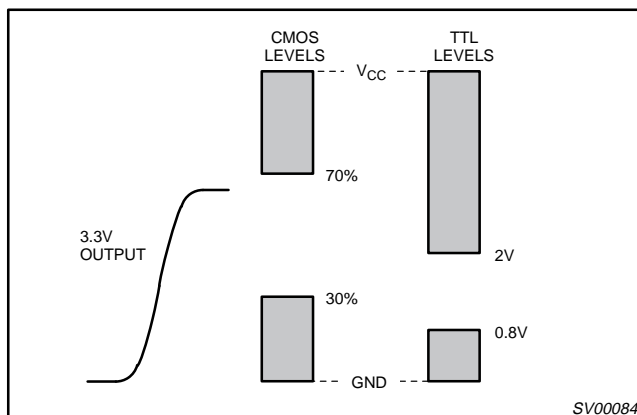 CMOS
LEVELS
TTL
LEVELS
VCC
70%
3.3V
OUTPUT
2V
30%
0.8V
GND
SV00084